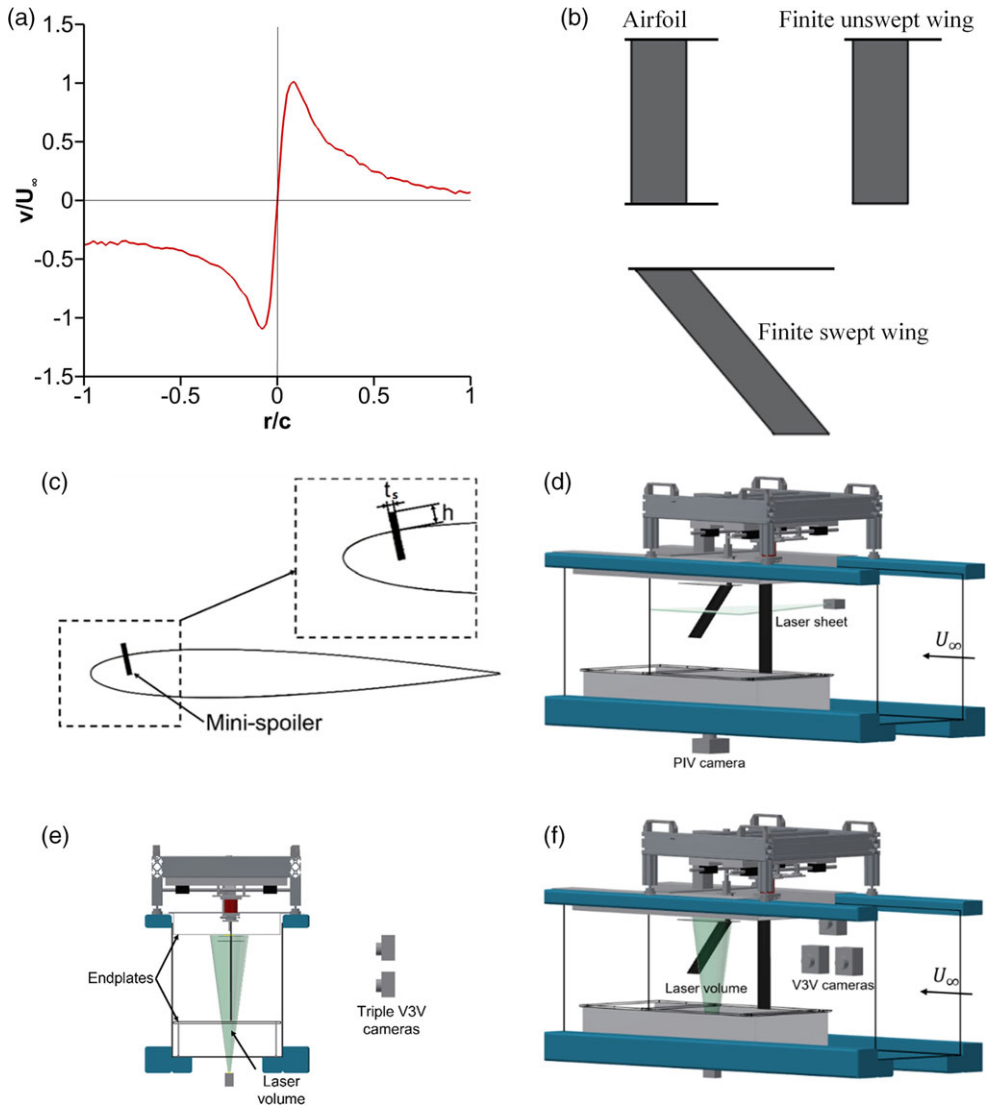 (a)
1.5
1
0.5
0
-0.5
-1
-1.5
v/U∞
-1
-0.5
0
0.5
1
r/c
(b)
Airfoil
Finite unswept wing
Finite swept wing
(c)
ts
h
Mini-spoiler
(d)
Laser sheet
U∞
PIV camera
(e)
Endplates
Triple V3V
cameras
Laser
volume
(f)
Laser volume
V3V cameras
U∞